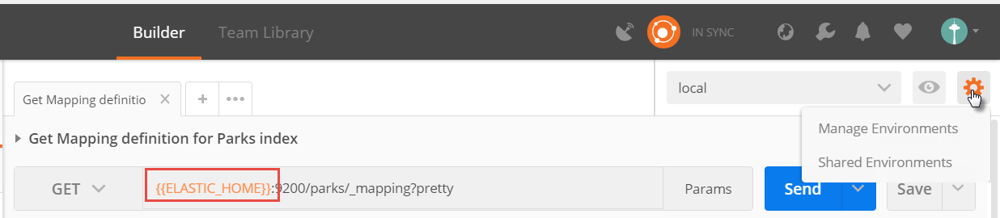 Builder Team Library IN SYNC
Get Mapping definitio local
Manage Environments
Get Mapping definition for Parks index
Shared Environments
GET {{ELASTIC_HOME}}:9200/parks/_mapping?pretty Params Send Save